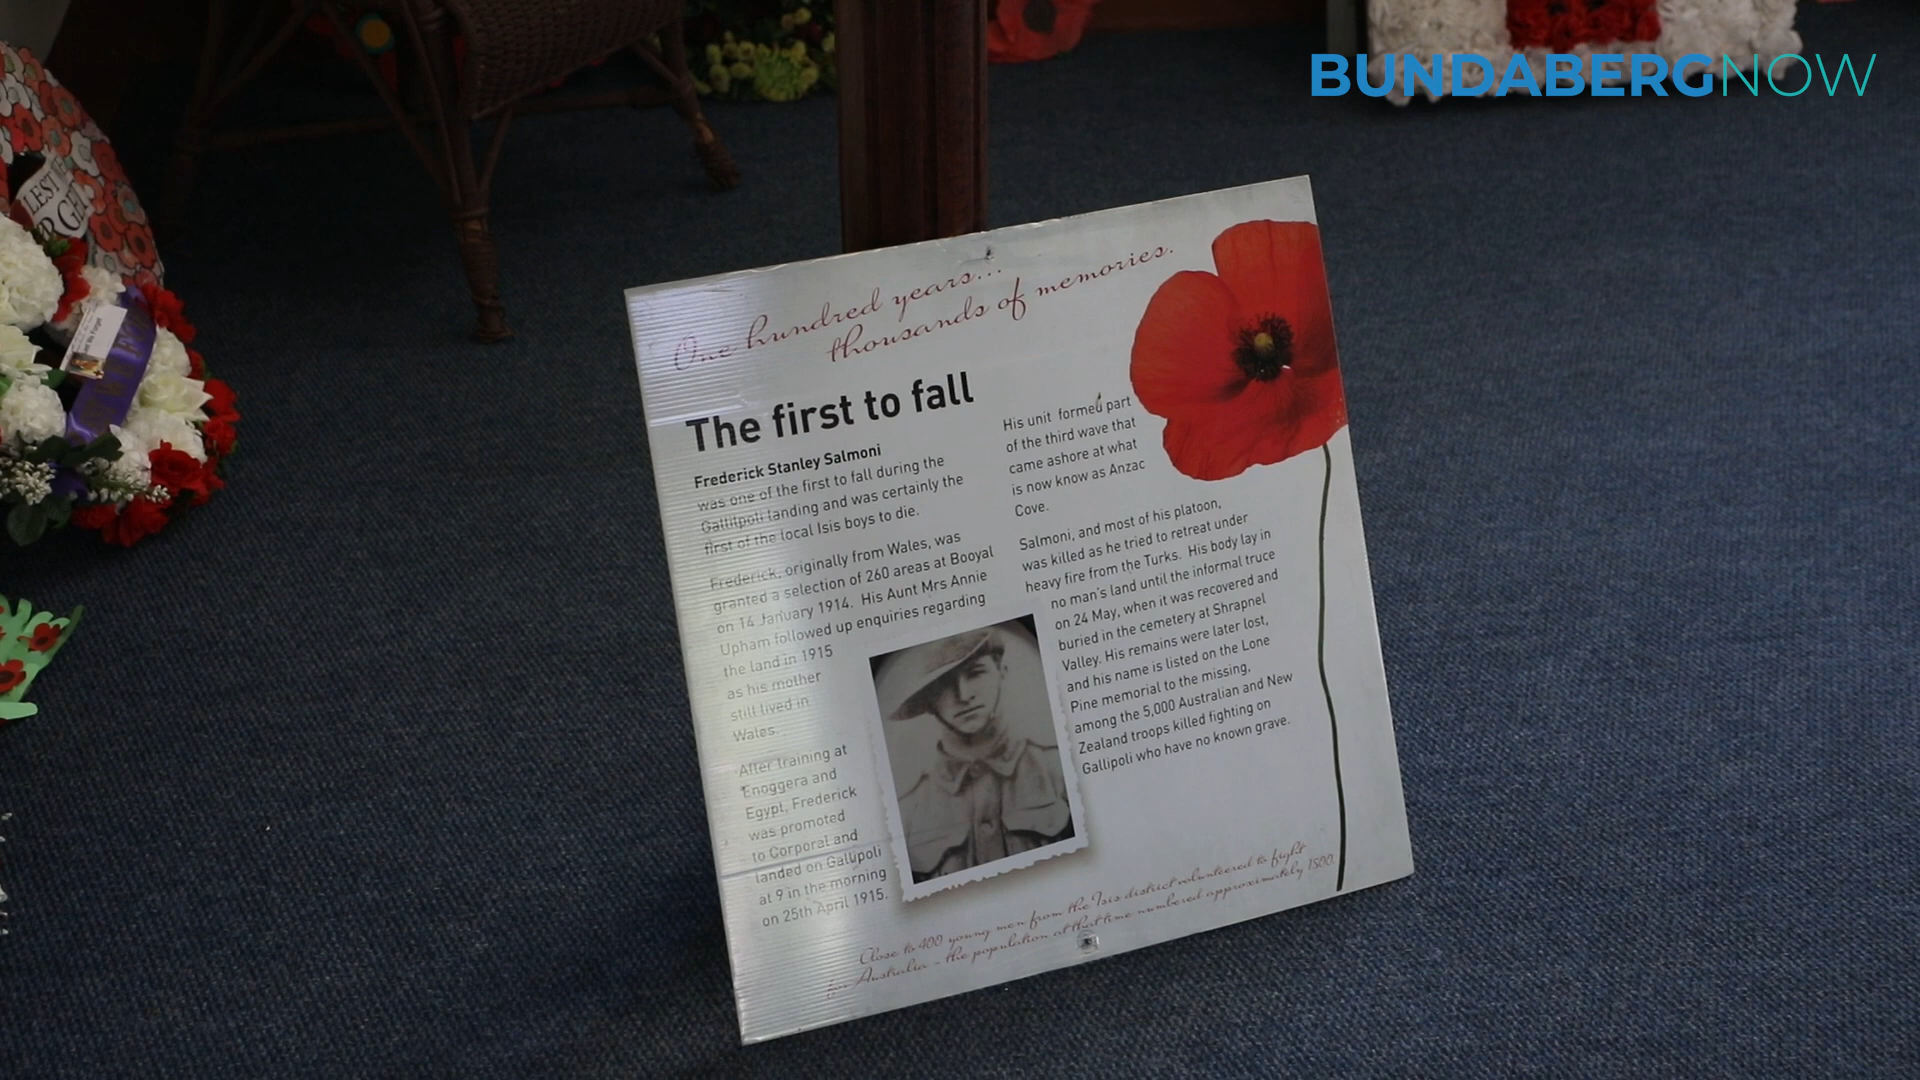 BUNDABERGNOW
LEST WE
FORGET
One hundred years...
thousands of memories.
The first to fall
Frederick Stanley Salmoni
was one of the first to fall during the
Gallilpoli landing and was certainly the
first of the local Isis boys to die.
Frederick, originally from Wales, was
granted a selection of 260 areas at Booyal
on 14 January 1914. His Aunt Mrs Annie
Upham followed up enquiries regarding
the land in 1915
as his mother
still lived in
Wales.
After training at
Enoggera and
Egypt, Frederick
was promoted
to Corporal and
landed on Gallipoli
at 9 in the morning
on 25th April 1915.
His unit formed part
of the third wave that
came ashore at what
is now know as Anzac
Cove.
Salmoni, and most of his platoon,
was killed as he tried to retreat under
heavy fire from the Turks. His body lay in
no man's land until the informal truce
on 24 May, when it was recovered and
buried in the cemetery at Shrapnel
Valley. His remains were later lost,
and his name is listed on the Lone
Pine memorial to the missing,
among the 5,000 Australian and New
Zealand troops killed fighting on
Gallipoli who have no known grave.
Close to 400 young men from the Isis district volunteered to fight
for Australia - the population at that time numbered approximately 1500.